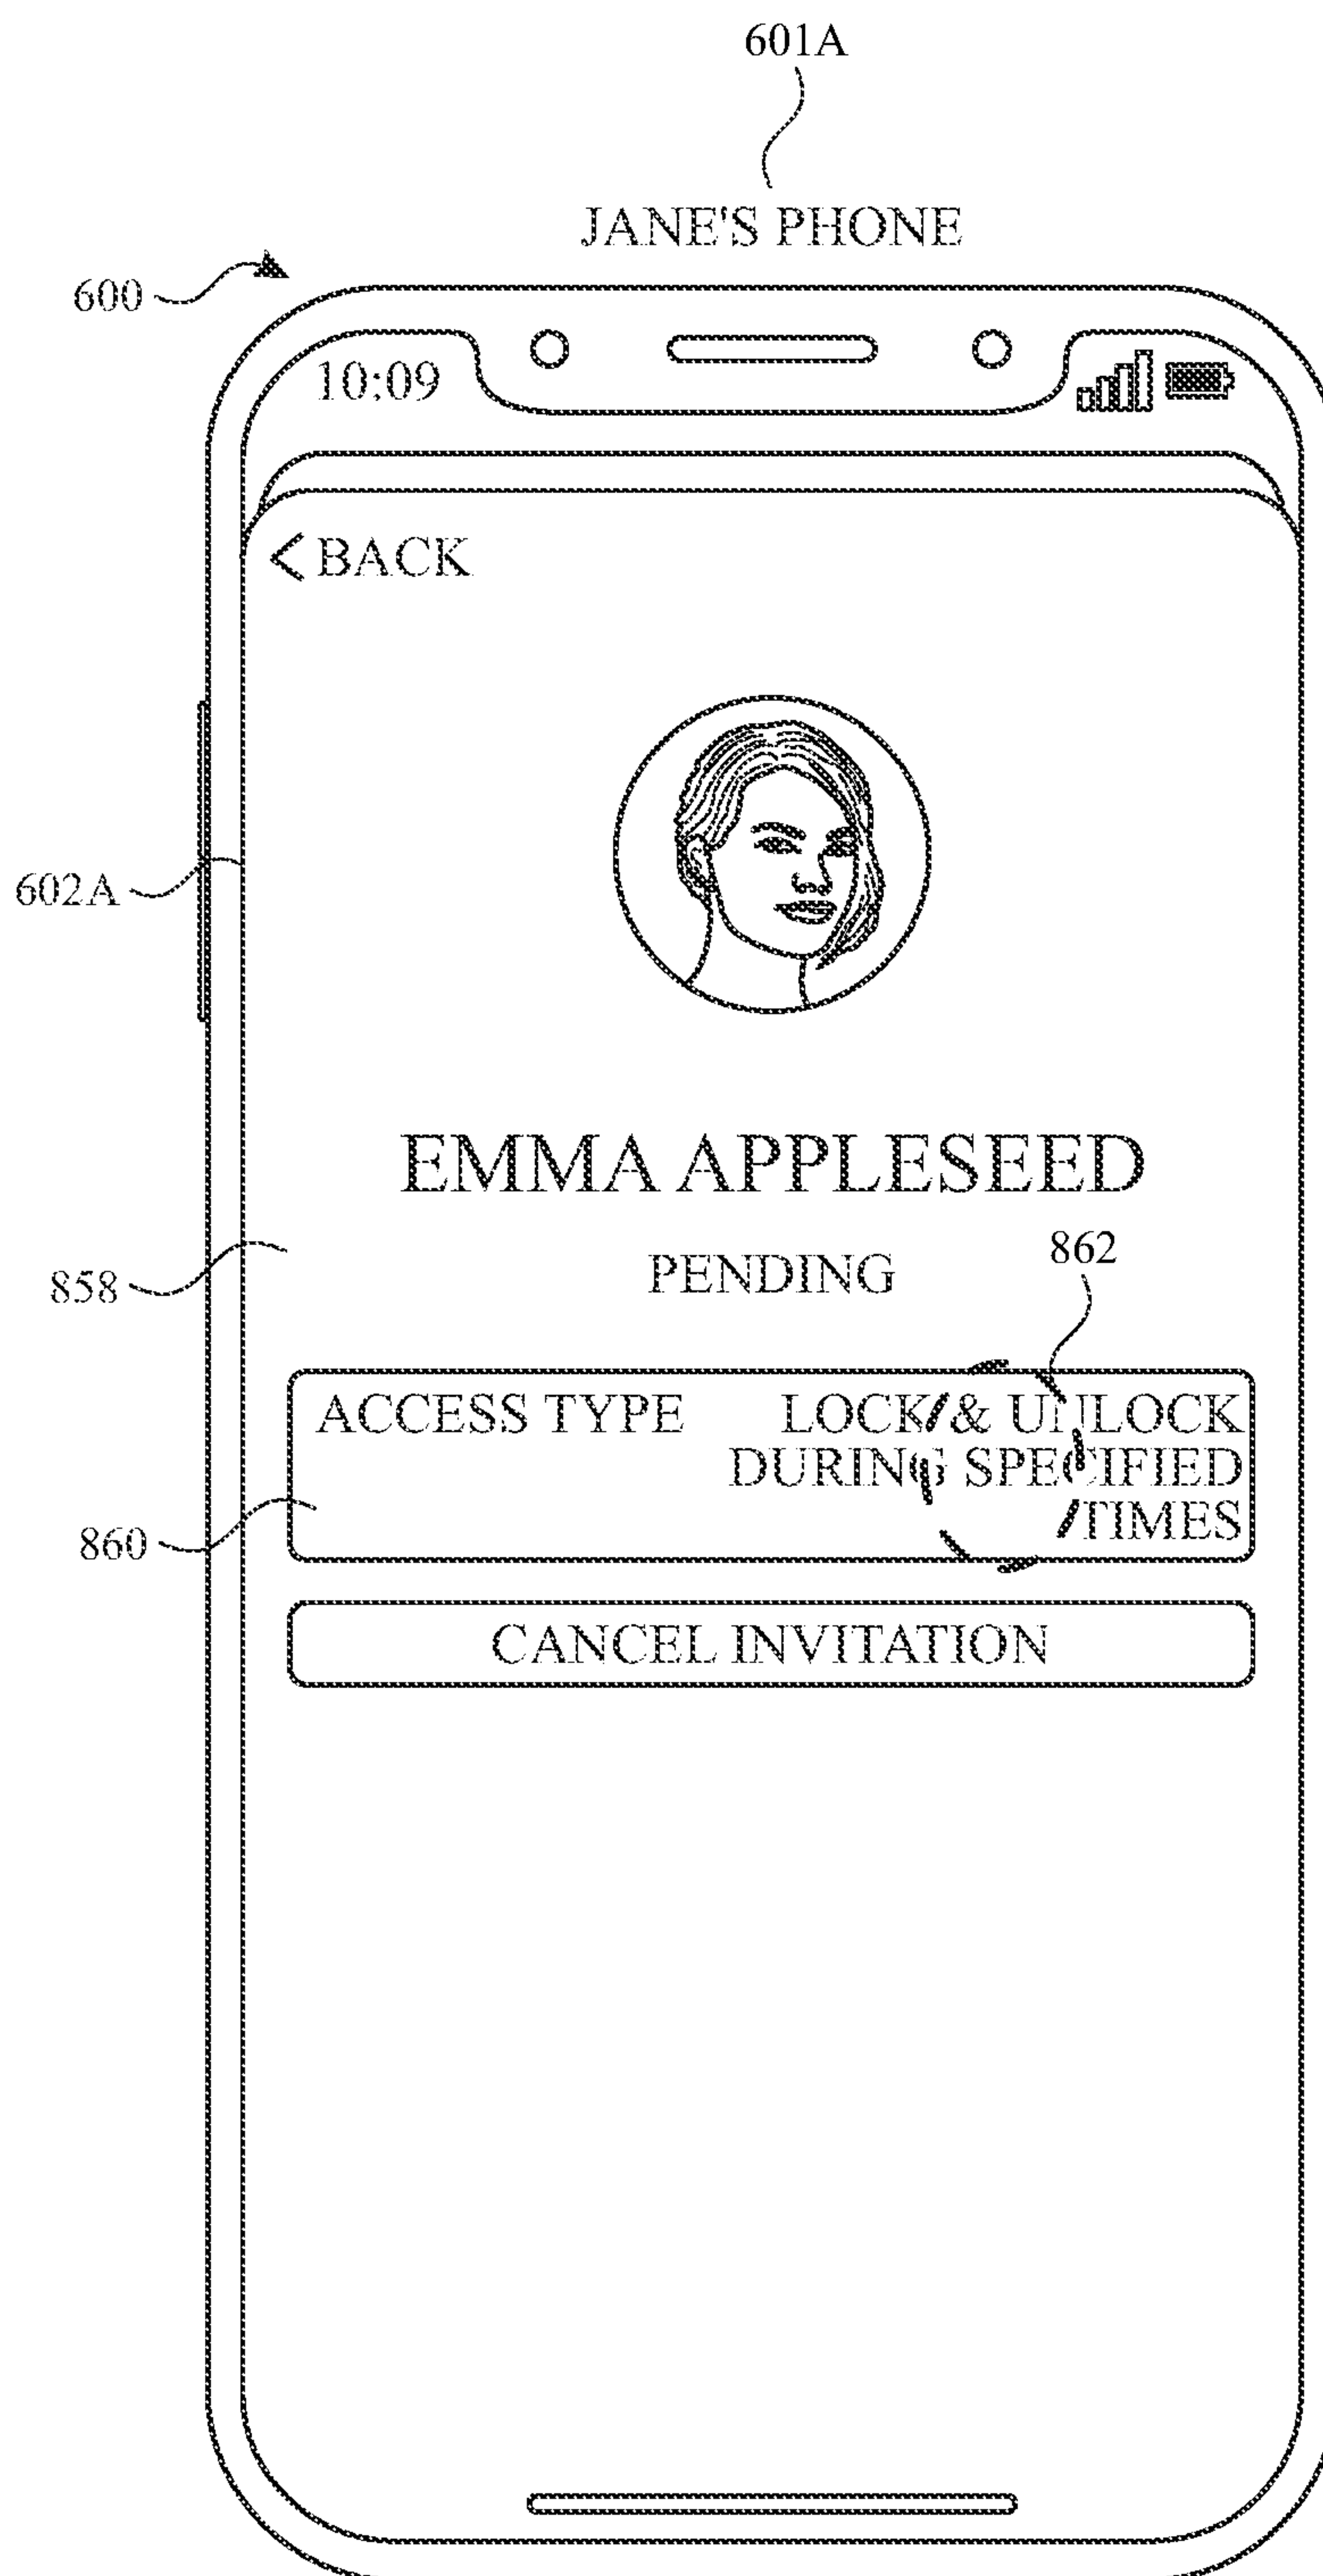 601A
JANE'S PHONE
600
10:09
< BACK
602A
EMMA APPLESEED
858
PENDING
862
ACCESS TYPE
LOCK & UNLOCK
DURING SPECIFIED
TIMES
860
CANCEL INVITATION